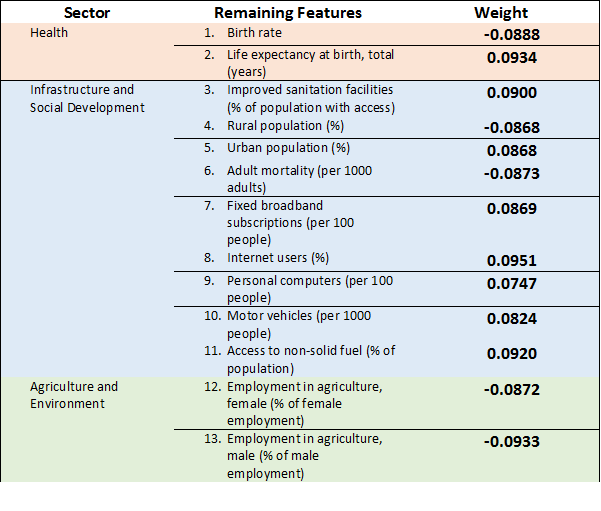 Sector Remaining Features Weight
Health 1. Birth rate -0.0888
2. Life expectancy at birth, total 0.0934
(years)
Infrastructure and 3. Improved sanitation facilities 0.0900
Social Development (% of population with access)
4. Rural population (%) -0.0868
5. Urban population (%) 0.0868
6. Adult mortality (per 1000 -0.0873
adults)
7. Fixed broadband 0.0869
subscriptions (per 100
people)
8. Internet users (%) 0.0951
9. Personal computers (per 100 0.0747
people)
10. Motor vehicles (per 1000 0.0824
people)
11. Access to non-solid fuel (% of 0.0920
population)
Agriculture and 12. Employment in agriculture, -0.0872
Environment female (% of female
employment)
13. Employment in agriculture, -0.0933
male (% of male
employment)